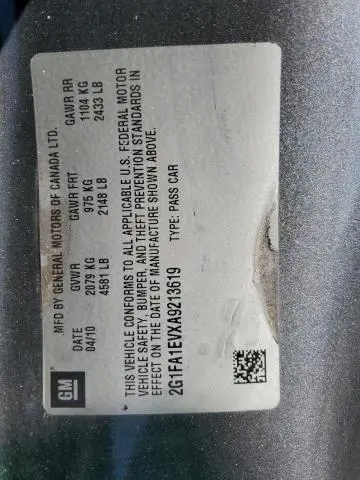 MFD BY GENERAL MOTORS OF CANADA LTD.
DATE GVWR GAWR FRT GAWR RR
04/10 2079 KG 975 KG 1104 KG
4581 LB 2148 LB 2433 LB
THIS VEHICLE CONFORMS TO ALL APPLICABLE U.S. FEDERAL MOTOR
VEHICLE SAFETY, BUMPER, AND THEFT PREVENTION STANDARDS IN
EFFECT ON THE DATE OF MANUFACTURE SHOWN ABOVE.
2G1FA1EVXA9213619 TYPE: PASS CAR
GM